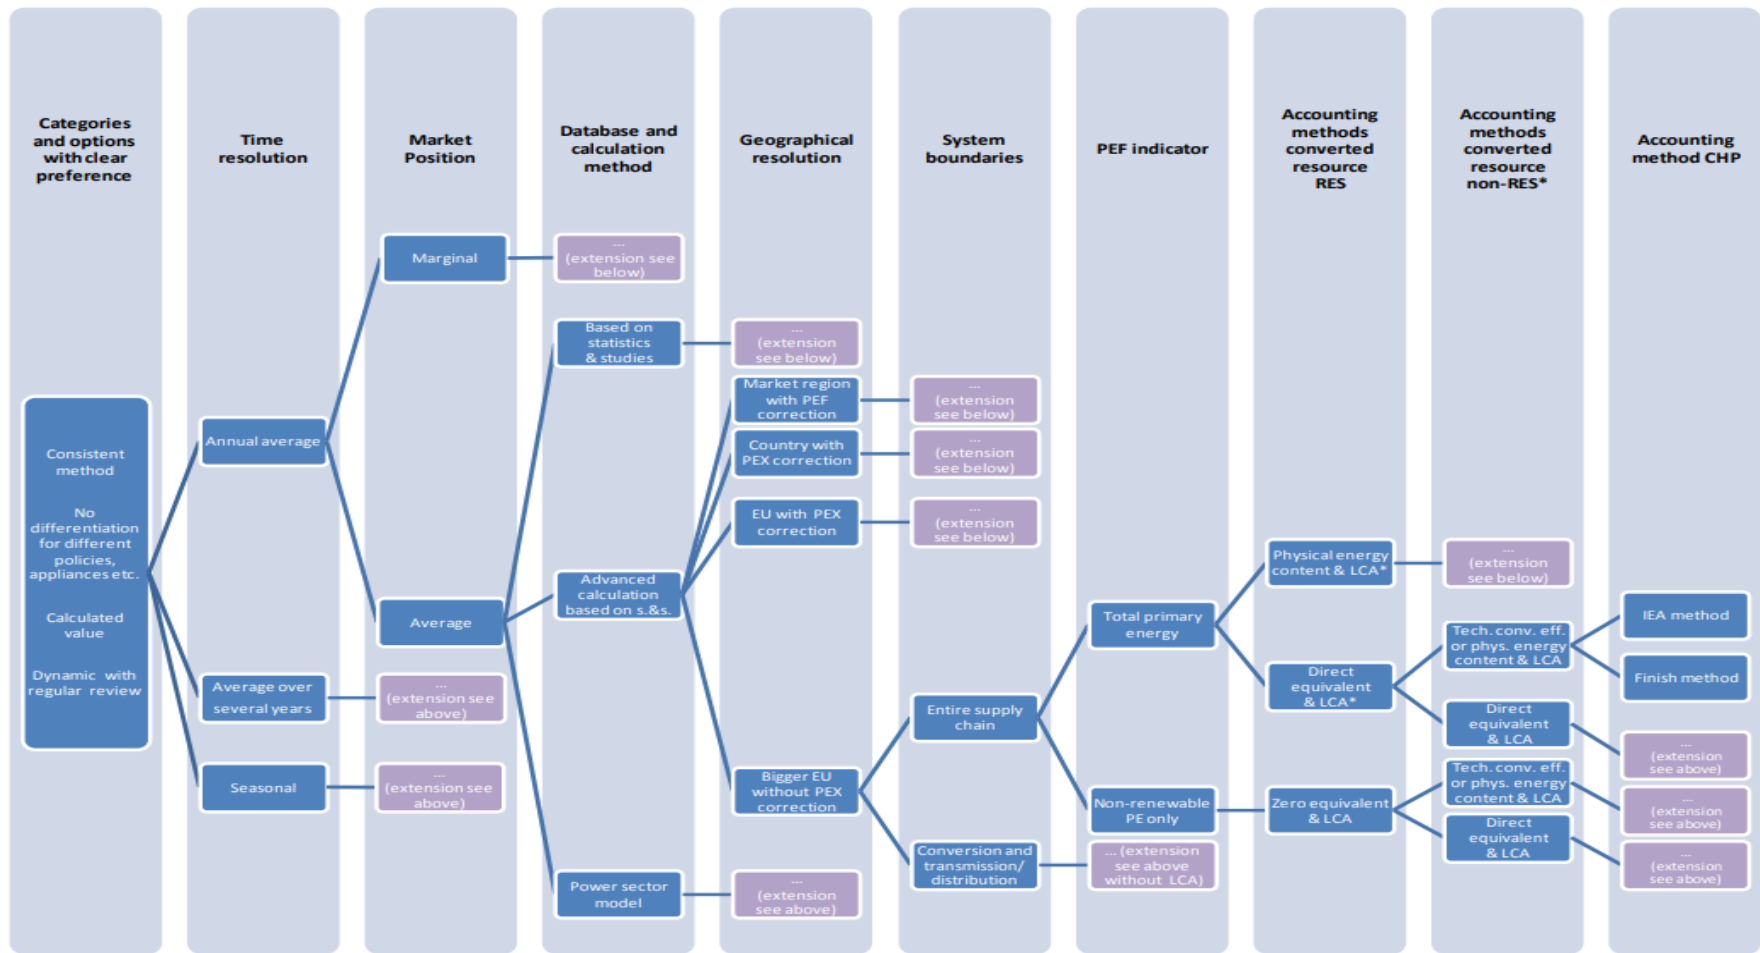 Categories
and options
with clear
preference
Consistent
method
No
differentiation
for different
policies,
appliances etc.
Calculated
value
Dynamic with
regular review
Time
resolution
Annual average
Average over
several years
Seasonal
Market
Position
Marginal
Average
...
(extension see
above)
...
(extension see
above)
Database and
calculation
method
...
(extension see
below)
Based on
statistics
& studies
Advanced
calculation
based on s.&s.
Power sector
model
Geographical
resolution
...
(extension
see below)
Market region
with PEF
correction
Country with
PEX correction
EU with PEX
correction
Bigger EU
without PEX
correction
...
(extension
see above)
System
boundaries
...
(extension
see below)
...
(extension
see below)
...
(extension
see below)
Entire supply
chain
Conversion and
transmission/
distribution
PEF indicator
Total primary
energy
Non-renewable
PE only
... (extension
see above
without LCA)
Accounting
methods
converted
resource
RES
Physical energy
content & LCA*
Direct
equivalent
& LCA*
Zero equivalent
& LCA
Accounting
methods
converted
resource
non-RES*
...
(extension
see below)
Tech. conv. eff.
or phys. energy
content & LCA
Direct
equivalent
& LCA
Tech. conv. eff.
or phys. energy
content & LCA
Direct
equivalent
& LCA
Accounting
method CHP
IEA method
Finish method
...
(extension
see above)
...
(extension
see above)
...
(extension
see above)